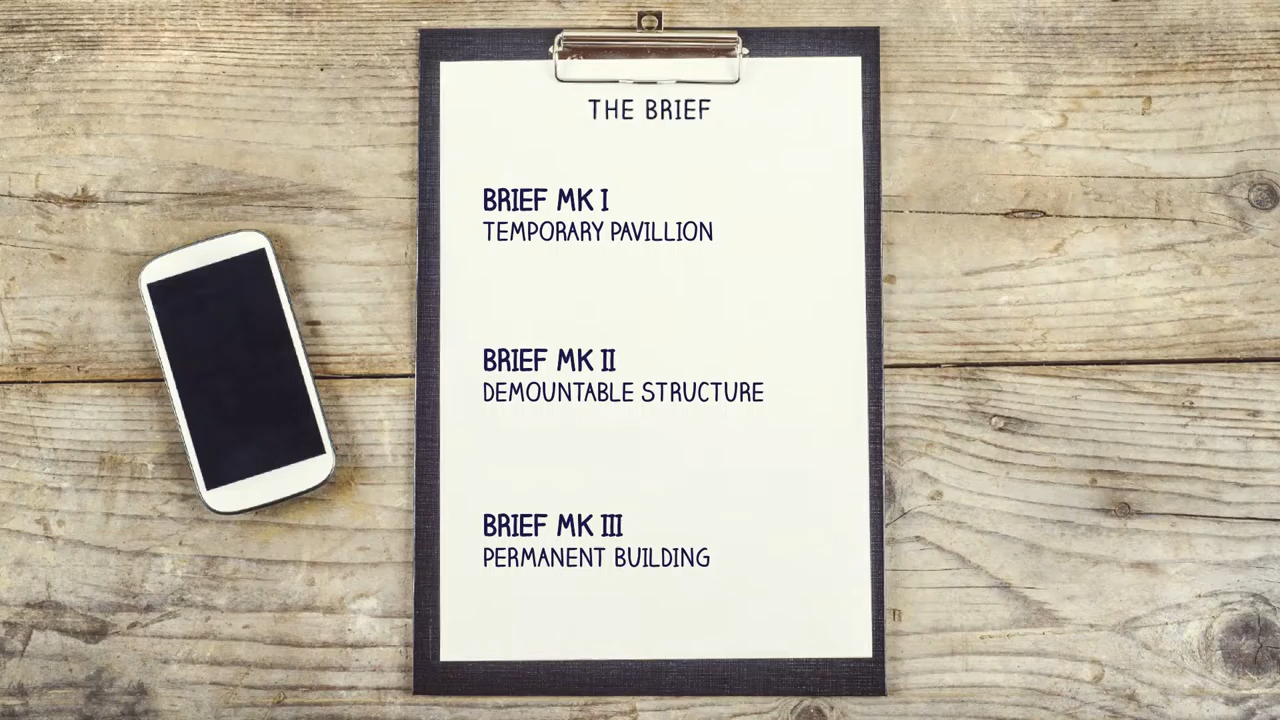 THE BRIEF
BRIEF MK I
TEMPORARY PAVILLION
BRIEF MK II
DEMOUNTABLE STRUCTURE
BRIEF MK III
PERMANENT BUILDING